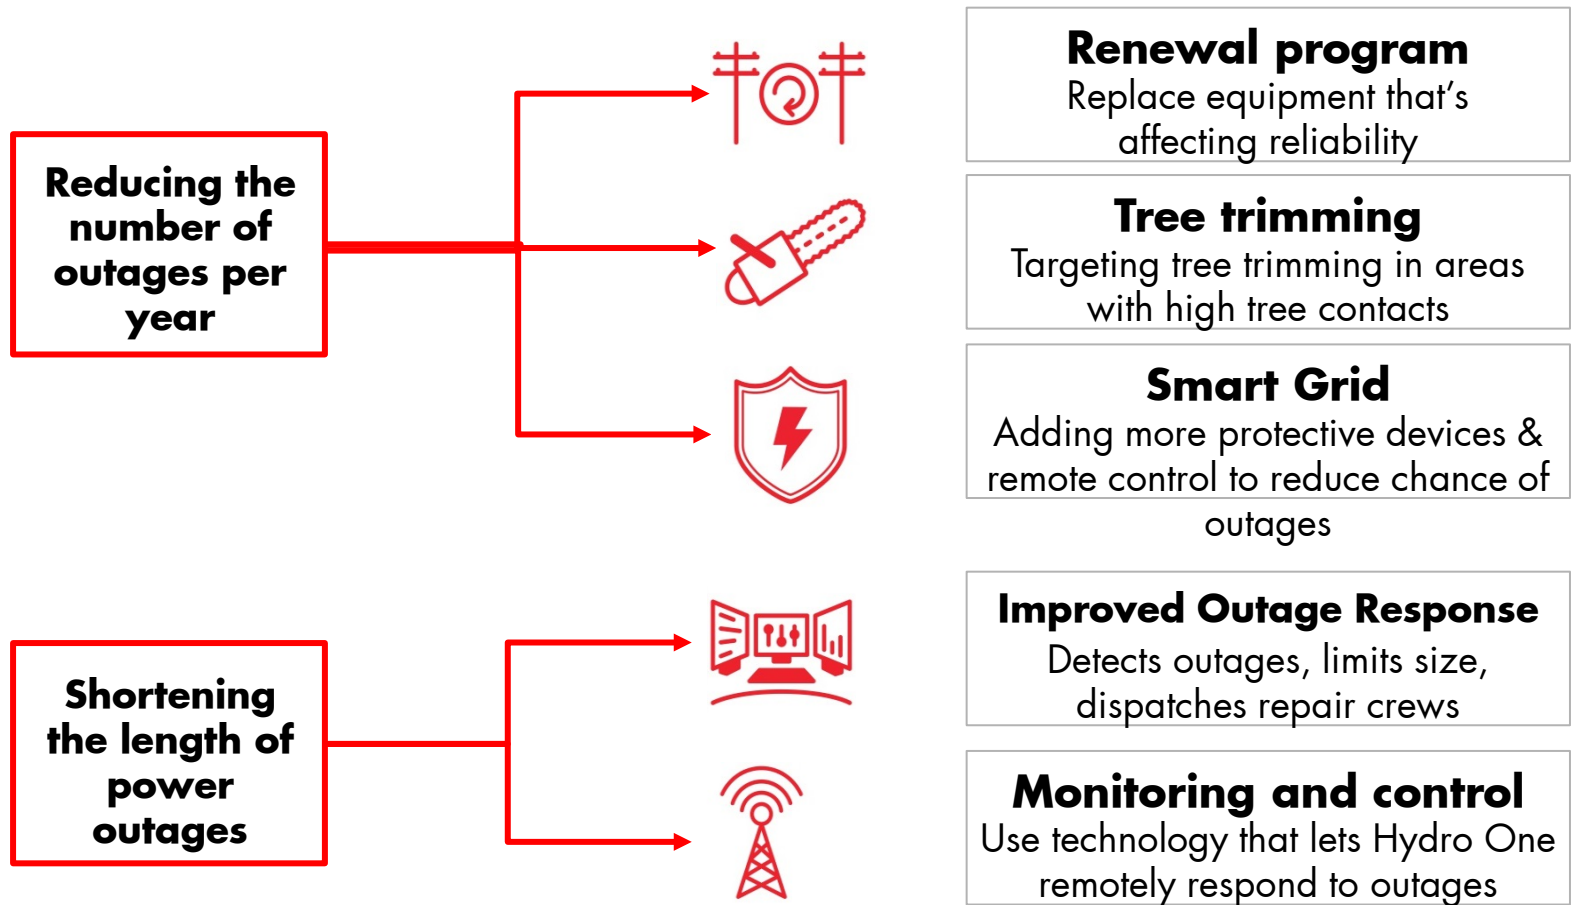 Reducing the
number of
outages per
year
Renewal program
Replace equipment that's
affecting reliability
Tree trimming
Targeting tree trimming in areas
with high tree contacts
Smart Grid
Adding more protective devices &
remote control to reduce chance of
outages
Shortening
the length of
power
outages
Improved Outage Response
Detects outages, limits size,
dispatches repair crews
Monitoring and control
Use technology that lets Hydro One
remotely respond to outages